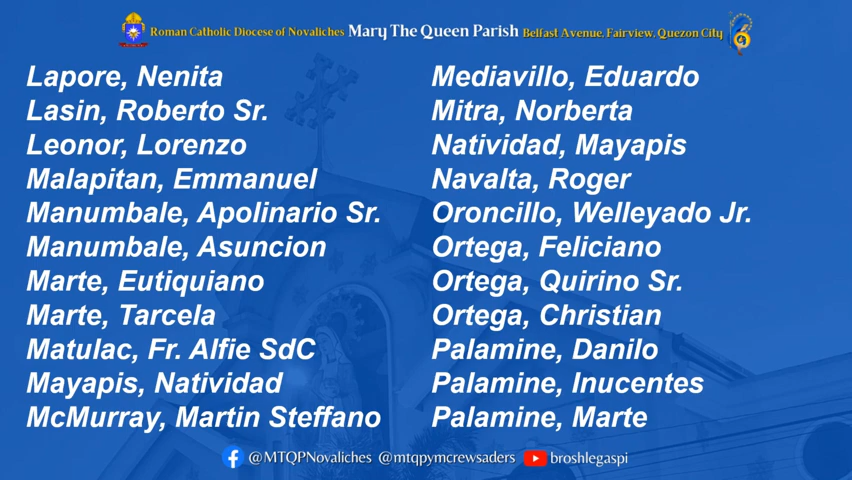 Roman Catholic Diocese of Novaliches Mary The Queen Parish Belfast Avenue, Fairview, Quezon City
Lapore, Nenita
Lasin, Roberto Sr.
Leonor, Lorenzo
Malapitan, Emmanuel
Manumbale, Apolinario Sr.
Manumbale, Asuncion
Marte, Eutiquiano
Marte, Tarcela
Matulac, Fr. Alfie SdC
Mayapis, Natividad
McMurray, Martin Steffano
Mediavillo, Eduardo
Mitra, Norberta
Natividad, Mayapis
Navalta, Roger
Oroncillo, Welleyado Jr.
Ortega, Feliciano
Ortega, Quirino Sr.
Ortega, Christian
Palamine, Danilo
Palamine, Inucentes
Palamine, Marte
@MTQPNovaliches @mtqpymcrewsaders broshlegaspi